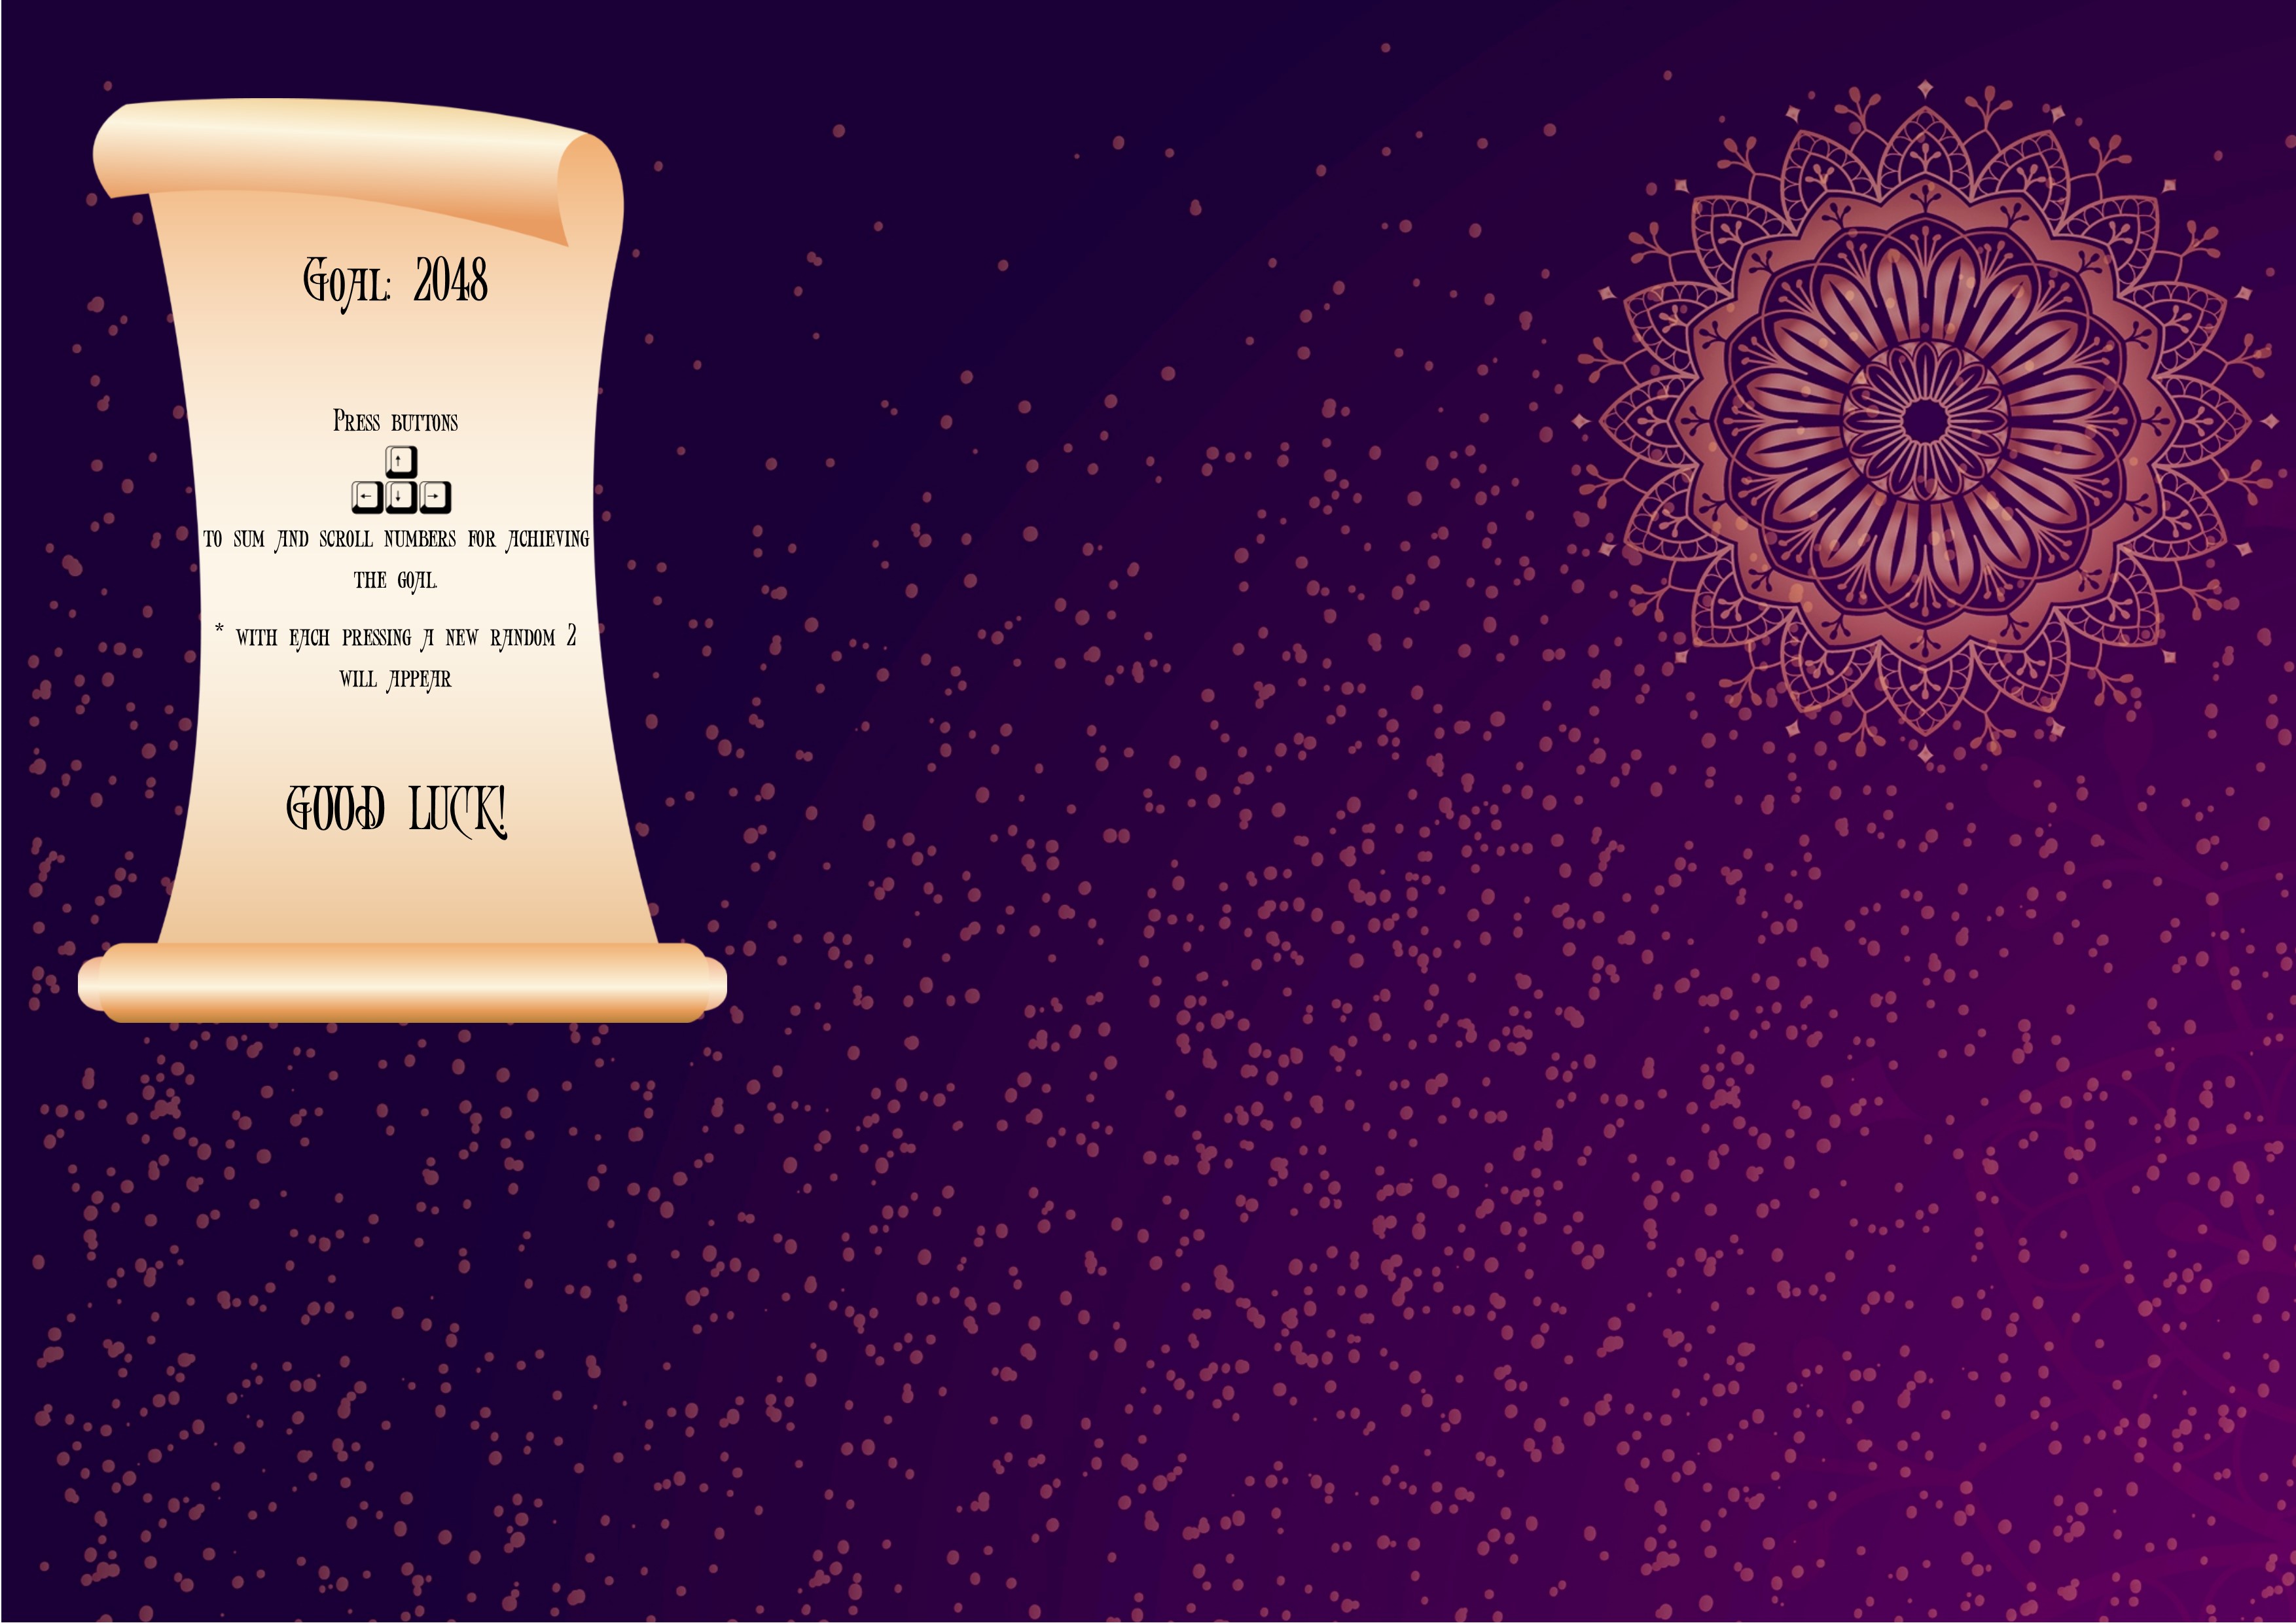 Goal: 2048
Press buttons
↑
← ↓ →
to sum and scroll numbers for achieving
the goal.
* with each pressing a new random 2
will appear
GOOD LUCK!